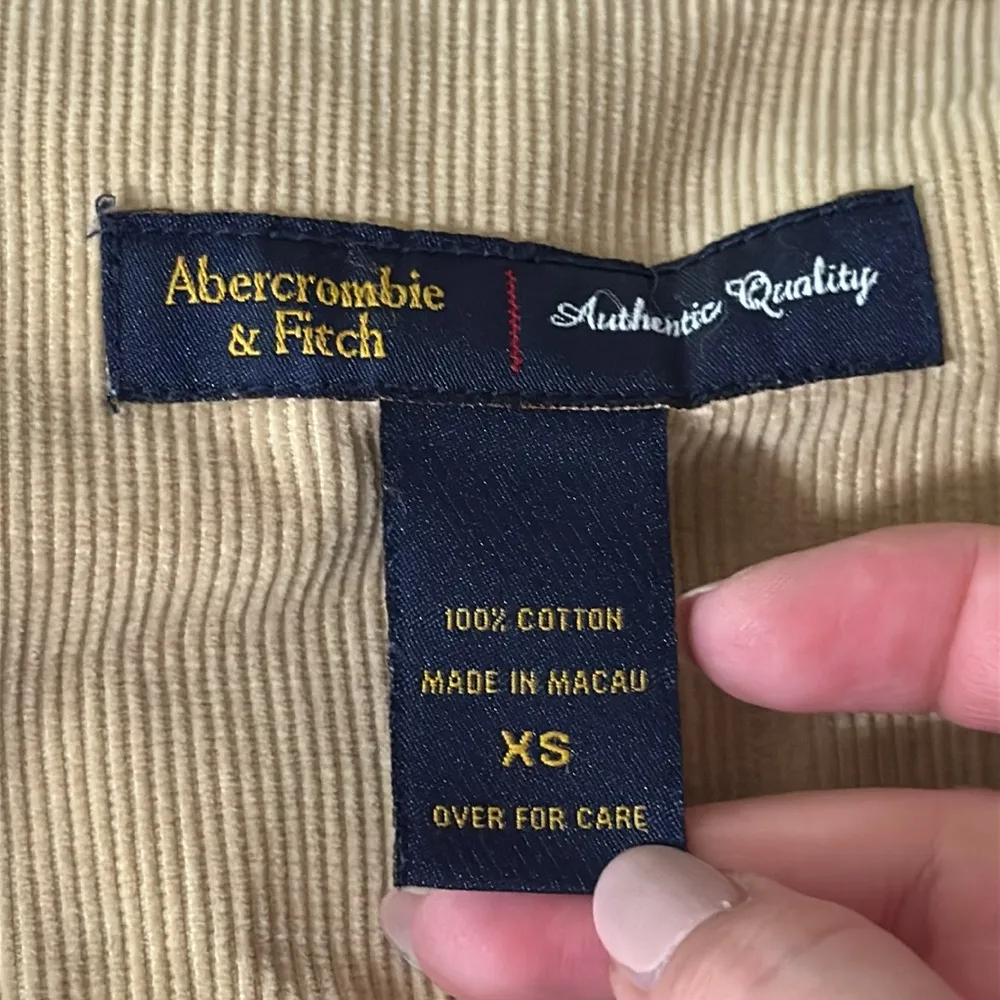 Abercrombie
& Fitch
Authentic Quality
100% COTTON
MADE IN MACAU
XS
OVER FOR CARE